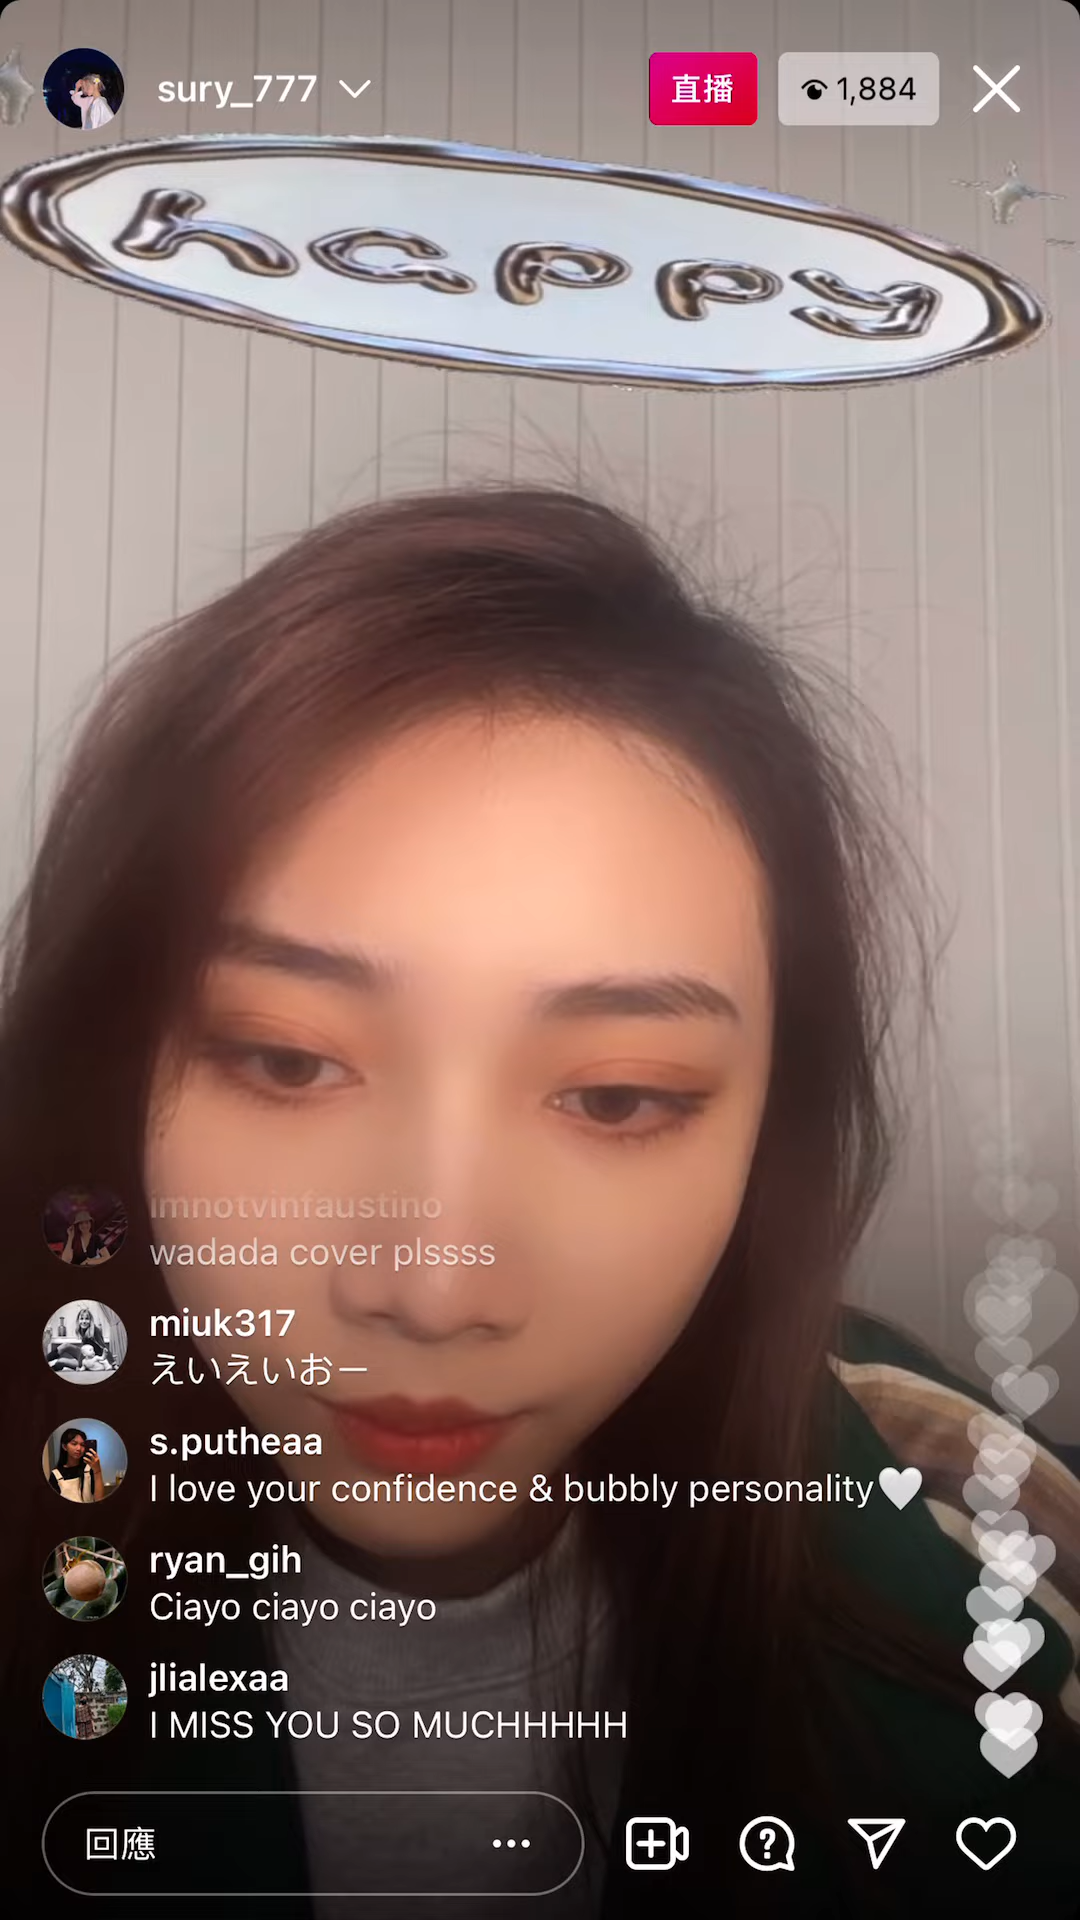 sury_777
直播
1,884
happy
imnotvinfaustino
wadada cover plssss
miuk317
えいえいおー
s.putheaa
I love your confidence & bubbly personality🤍
ryan_gih
Ciayo ciayo ciayo
jlialexaa
I MISS YOU SO MUCHHHHH
回應